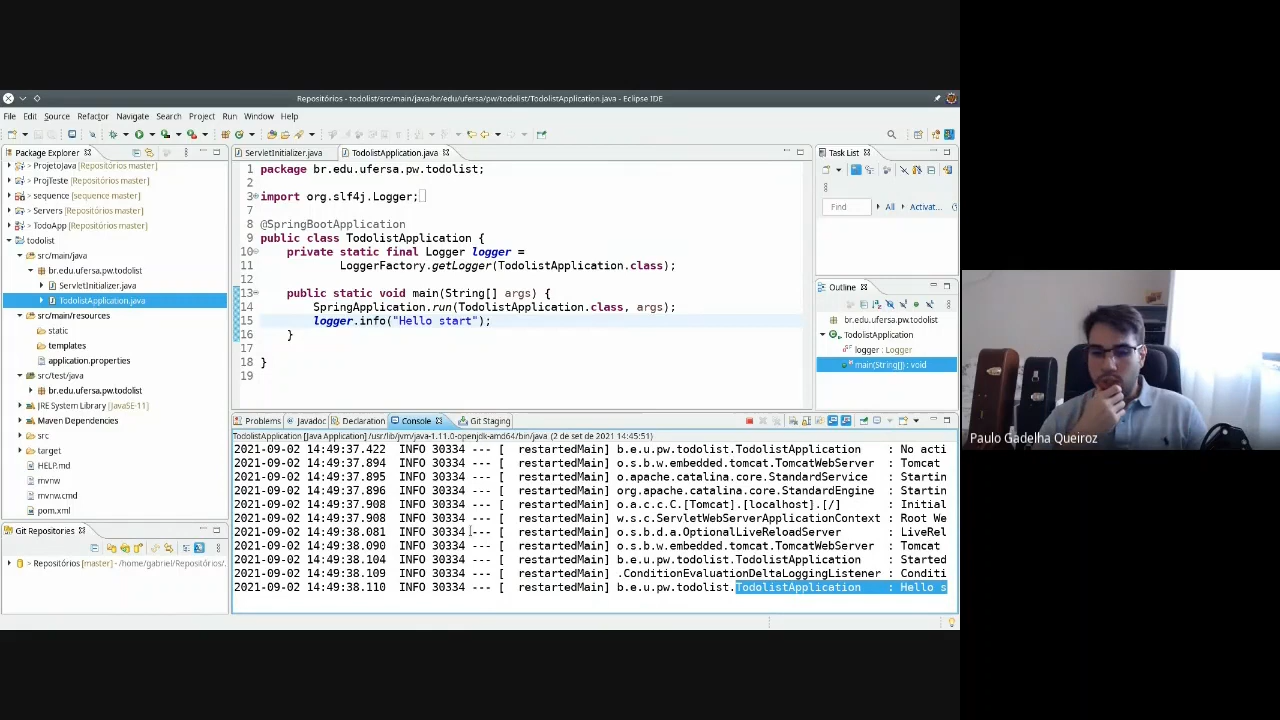 Repositórios - todolist/src/main/java/br/edu/ufersa/pw/todolist/TodolistApplication.java - Eclipse IDE
File Edit Source Refactor Navigate Search Project Run Window Help
Package Explorer
> ProjetoJava [Repositórios master]
> ProjTeste [Repositórios master]
> sequence [Repositórios master]
> Servers [Repositórios master]
> TodoApp [Repositórios master]
todolist
src/main/java
br.edu.ufersa.pw.todolist
ServletInitializer.java
TodolistApplication.java
src/main/resources
static
templates
application.properties
src/test/java
br.edu.ufersa.pw.todolist
JRE System Library [JavaSE-11]
Maven Dependencies
src
target
HELP.md
mvnw
mvnw.cmd
pom.xml
Git Repositories
> Repositórios [master] - /home/gabriel/Repositórios/.
ServletInitializer.java TodolistApplication.java
1 package br.edu.ufersa.pw.todolist;
2
3 import org.slf4j.Logger;
7
8 @SpringBootApplication
9 public class TodolistApplication {
10 private static final Logger logger =
11 LoggerFactory.getLogger(TodolistApplication.class);
12
13 public static void main(String[] args) {
14 SpringApplication.run(TodolistApplication.class, args);
15 logger.info("Hello start");
16 }
17
18 }
19
Task List
Find All Activat...
Outline
br.edu.ufersa.pw.todolist
TodolistApplication
logger : Logger
main(String[]) : void
Problems Javadoc Declaration Console Git Staging
TodolistApplication [Java Application] /usr/lib/jvm/java-1.11.0-openjdk-amd64/bin/java (2 de set de 2021 14:45:51)
2021-09-02 14:49:37.422 INFO 30334 --- [ restartedMain] b.e.u.pw.todolist.TodolistApplication : No acti
2021-09-02 14:49:37.894 INFO 30334 --- [ restartedMain] o.s.b.w.embedded.tomcat.TomcatWebServer : Tomcat
2021-09-02 14:49:37.895 INFO 30334 --- [ restartedMain] o.apache.catalina.core.StandardService : Startin
2021-09-02 14:49:37.896 INFO 30334 --- [ restartedMain] org.apache.catalina.core.StandardEngine : Startin
2021-09-02 14:49:37.908 INFO 30334 --- [ restartedMain] o.a.c.c.C.[Tomcat].[localhost].[/] : Initial
2021-09-02 14:49:37.908 INFO 30334 --- [ restartedMain] w.s.c.ServletWebServerApplicationContext : Root We
2021-09-02 14:49:38.081 INFO 30334 --- [ restartedMain] o.s.b.d.a.OptionalLiveReloadServer : LiveRel
2021-09-02 14:49:38.090 INFO 30334 --- [ restartedMain] o.s.b.w.embedded.tomcat.TomcatWebServer : Tomcat
2021-09-02 14:49:38.104 INFO 30334 --- [ restartedMain] b.e.u.pw.todolist.TodolistApplication : Started
2021-09-02 14:49:38.109 INFO 30334 --- [ restartedMain] .ConditionEvaluationDeltaLoggingListener : Conditi
2021-09-02 14:49:38.110 INFO 30334 --- [ restartedMain] b.e.u.pw.todolist.TodolistApplication : Hello s
Paulo Gadelha Queiroz